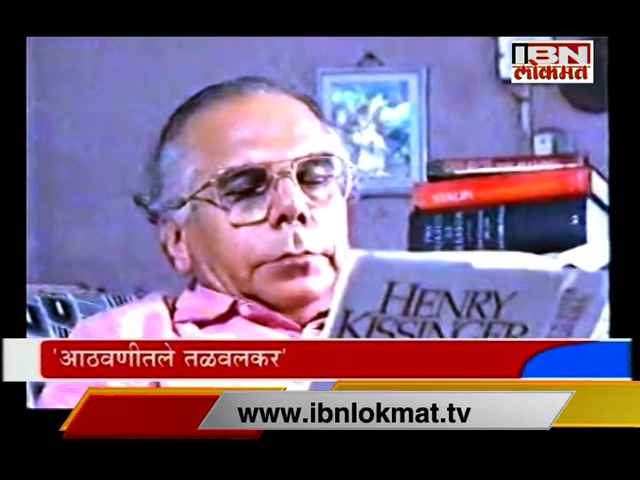 IBN
लोकमत
STALIN
HENRY
KISSINGER
'आठवणीतले तळवलकर'
www.ibnlokmat.tv